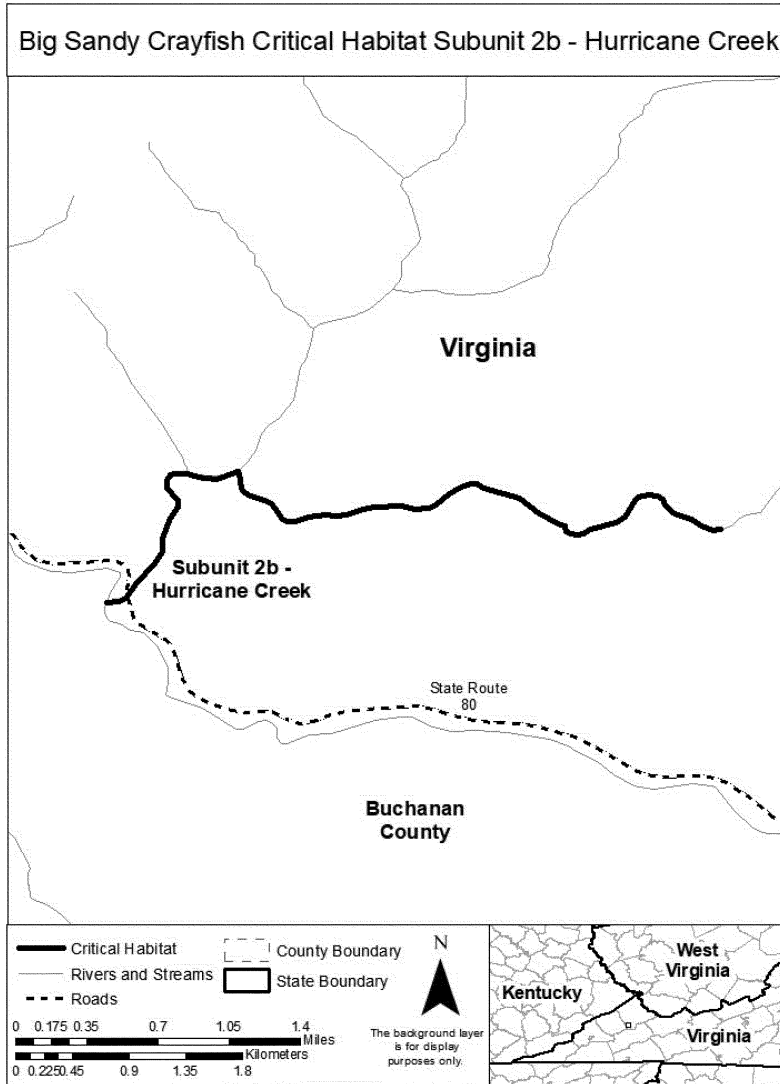 Big Sandy Crayfish Critical Habitat Subunit 2b - Hurricane Creek
Virginia
Subunit 2b -
Hurricane Creek
State Route
80
Buchanan
County
Critical Habitat
Rivers and Streams
Roads
County Boundary
State Boundary
N
The background layer
is for display
purposes only.
0 0.175 0.35 0.7 1.05 1.4
Miles
Kilometers
0 0.225 0.45 0.9 1.35 1.8
West
Virginia
Kentucky
Virginia